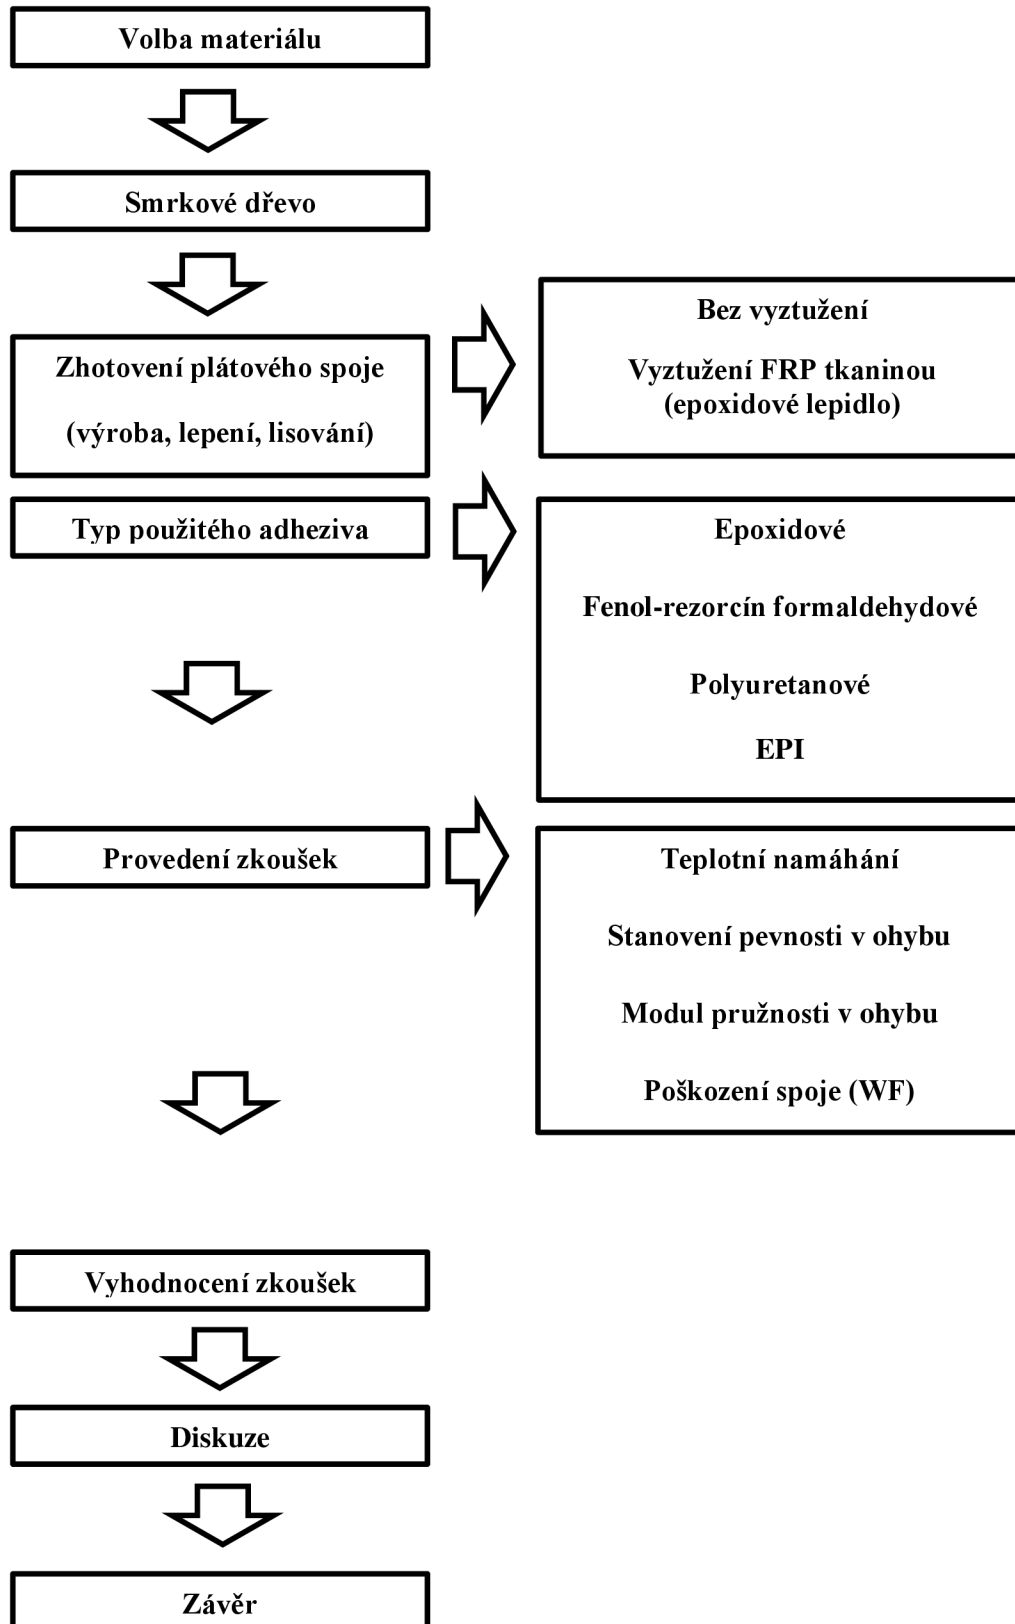 Volba materiálu
Smrkové dřevo
Zhotovení plátového spoje
(výroba, lepení, lisování)
Bez vyztužení
Vyztužení FRP tkaninou
(epoxidové lepidlo)
Typ použitého adheziva
Epoxidové
Fenol-rezorcín formaldehydové
Polyuretanové
EPI
Provedení zkoušek
Teplotní namáhání
Stanovení pevnosti v ohybu
Modul pružnosti v ohybu
Poškození spoje (WF)
Vyhodnocení zkoušek
Diskuze
Závěr